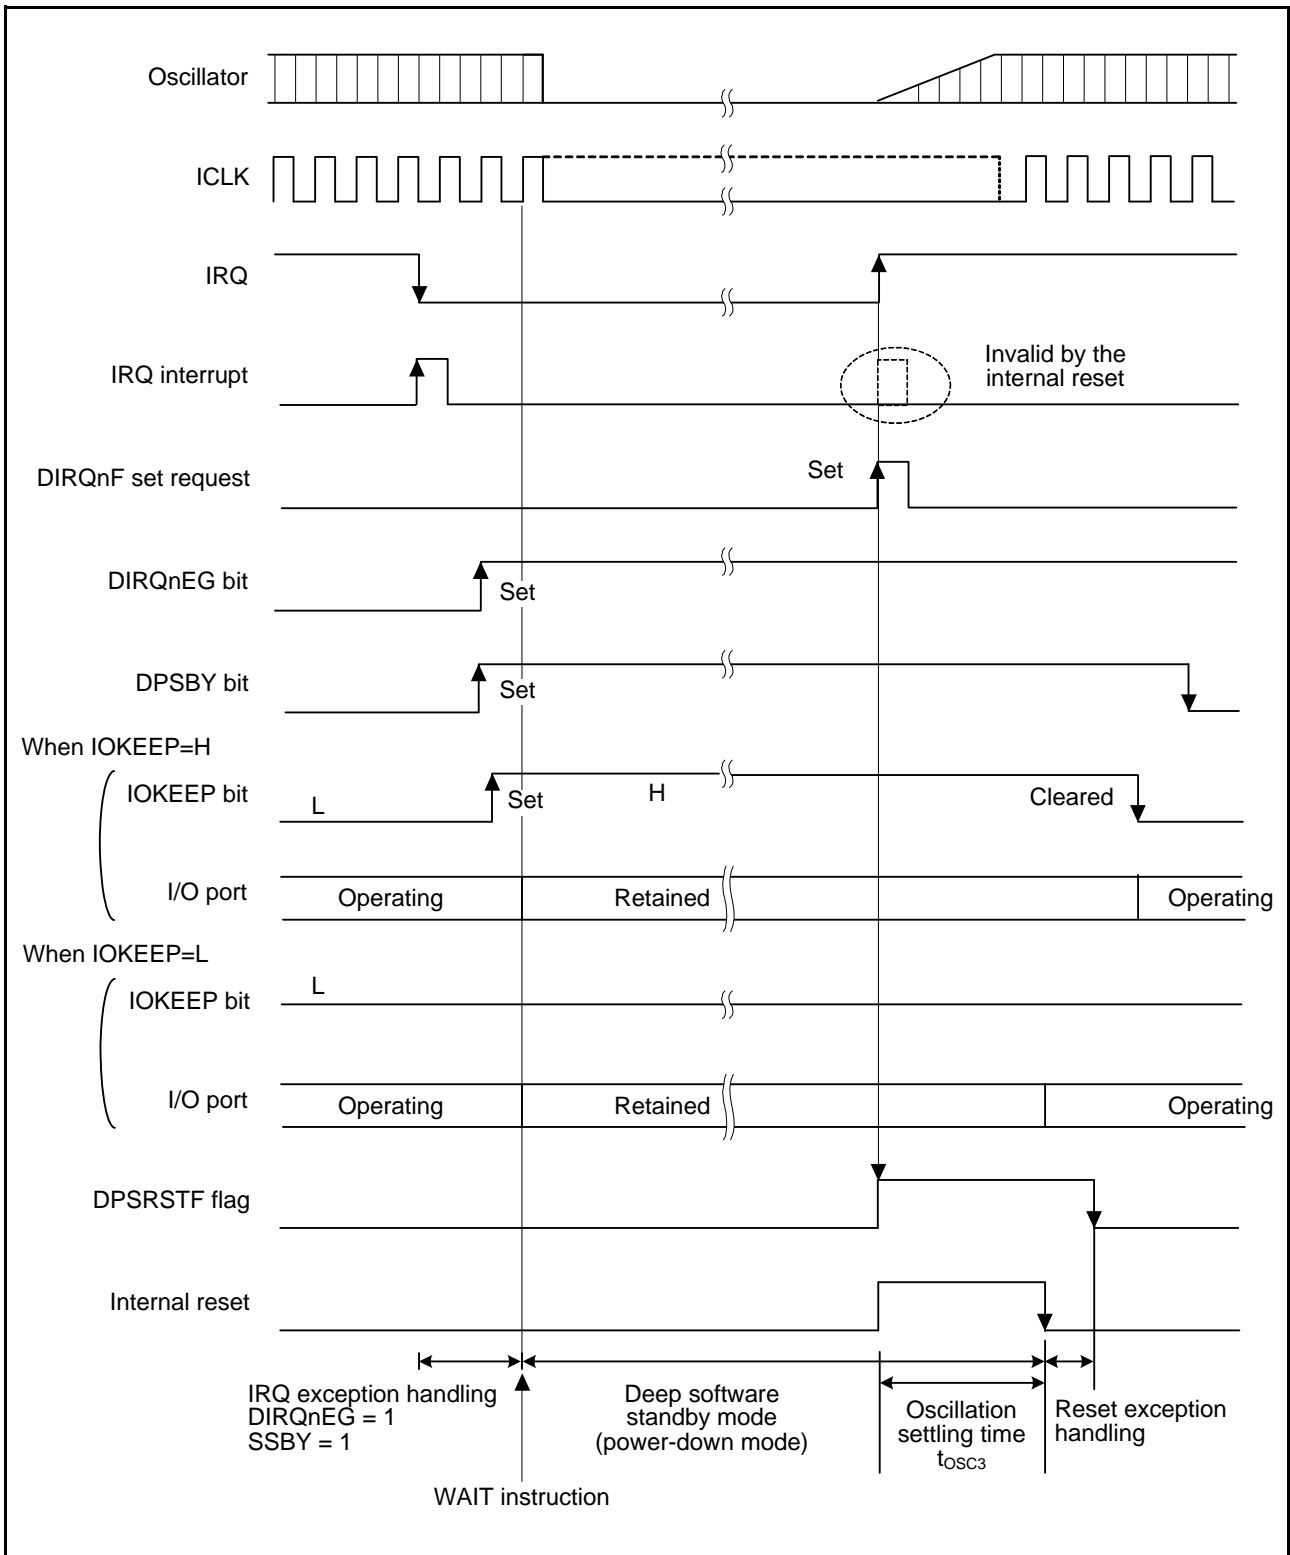 Oscillator
ICLK
IRQ
IRQ interrupt
Invalid by the
internal reset
DIRQnF set request
Set
DIRQnEG bit
Set
DPSBY bit
Set
When IOKEEP=H
IOKEEP bit
L
Set
H
Cleared
I/O port
Operating
Retained
Operating
When IOKEEP=L
IOKEEP bit
L
I/O port
Operating
Retained
Operating
DPSRSTF flag
Internal reset
IRQ exception handling
DIRQnEG = 1
SSBY = 1
Deep software
standby mode
(power-down mode)
Oscillation
settling time
tOSC3
Reset exception
handling
WAIT instruction